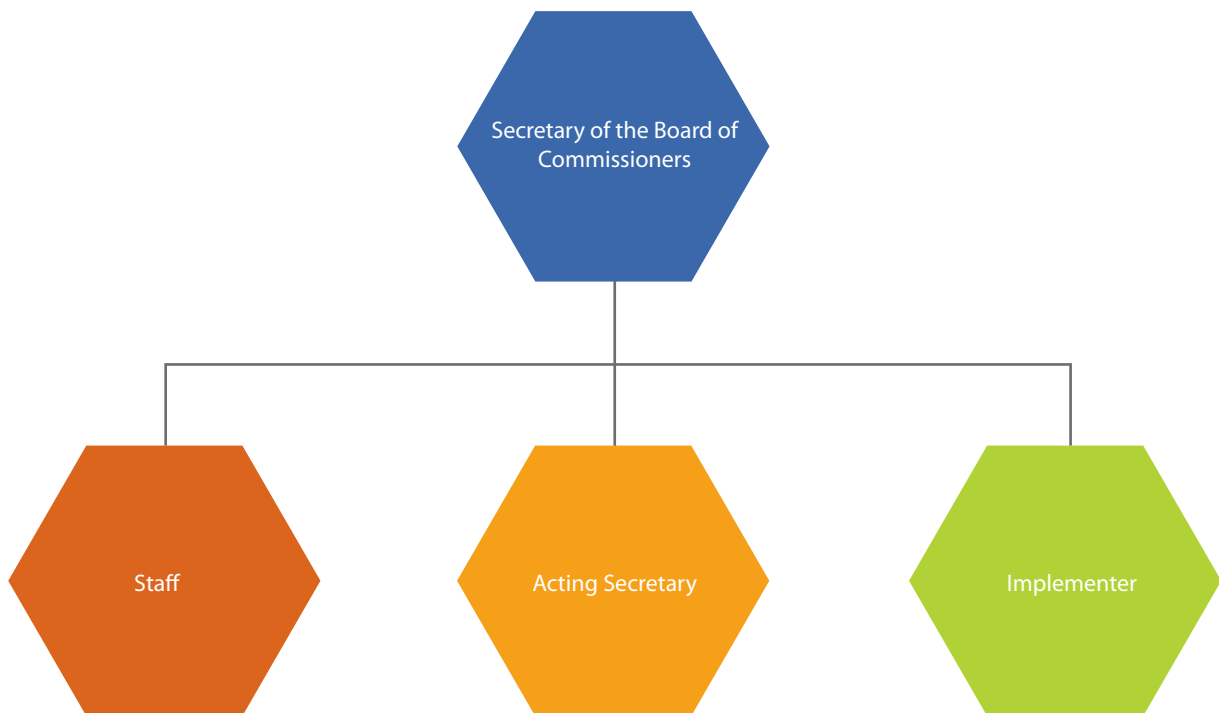 Secretary of the Board of
Commissioners
Staff
Acting Secretary
Implementer